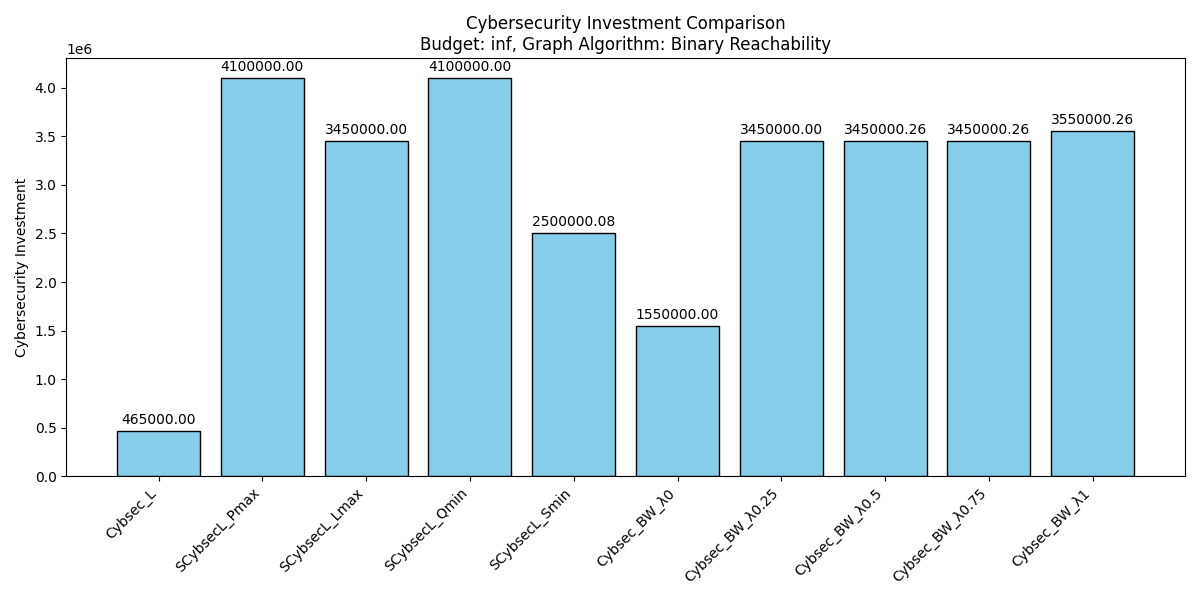 Cybersecurity Investment Comparison
Budget: inf, Graph Algorithm: Binary Reachability
1e6
4100000.00
4100000.00
4.0
3450000.00
3450000.00
3450000.26
3450000.26
3550000.26
3.5
3.0
2500000.08
2.5
2.0
1550000.00
1.5
1.0
465000.00
0.5
0.0
Cybersecurity Investment
Cybsec_L
SCybsecL_Pmax
SCybsecL_Lmax
SCybsecL_Qmin
SCybsecL_Smin
Cybsec_BW_λ0
Cybsec_BW_λ0.25
Cybsec_BW_λ0.5
Cybsec_BW_λ0.75
Cybsec_BW_λ1